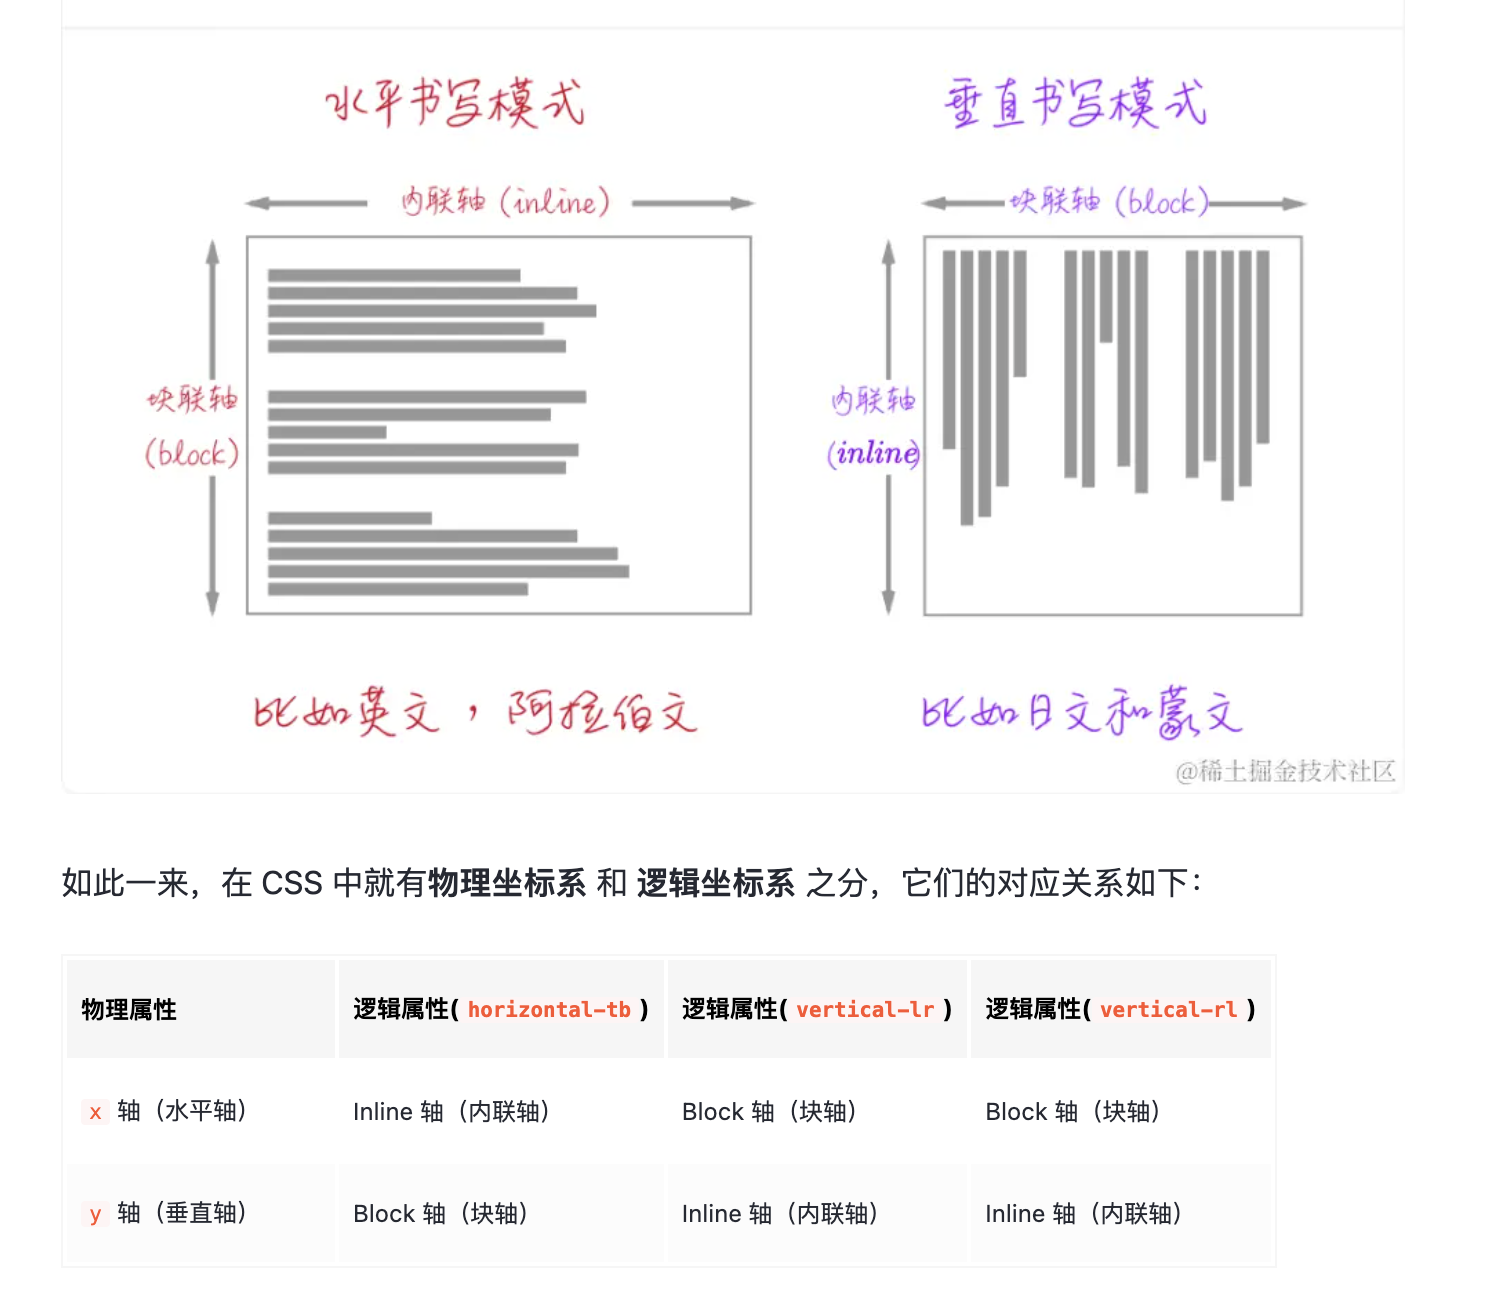 水平书写模式
垂直书写模式
内联轴 (inline)
块联轴 (block)
块联轴
(block)
内联轴
(inline)
比如英文，阿拉伯文
比如日文和蒙文
@稀土掘金技术社区
如此一来，在 CSS 中就有物理坐标系 和 逻辑坐标系 之分，它们的对应关系如下：
物理属性 逻辑属性( horizontal-tb ) 逻辑属性( vertical-lr ) 逻辑属性( vertical-rl )
x 轴（水平轴） Inline 轴（内联轴） Block 轴（块轴） Block 轴（块轴）
y 轴（垂直轴） Block 轴（块轴） Inline 轴（内联轴） Inline 轴（内联轴）